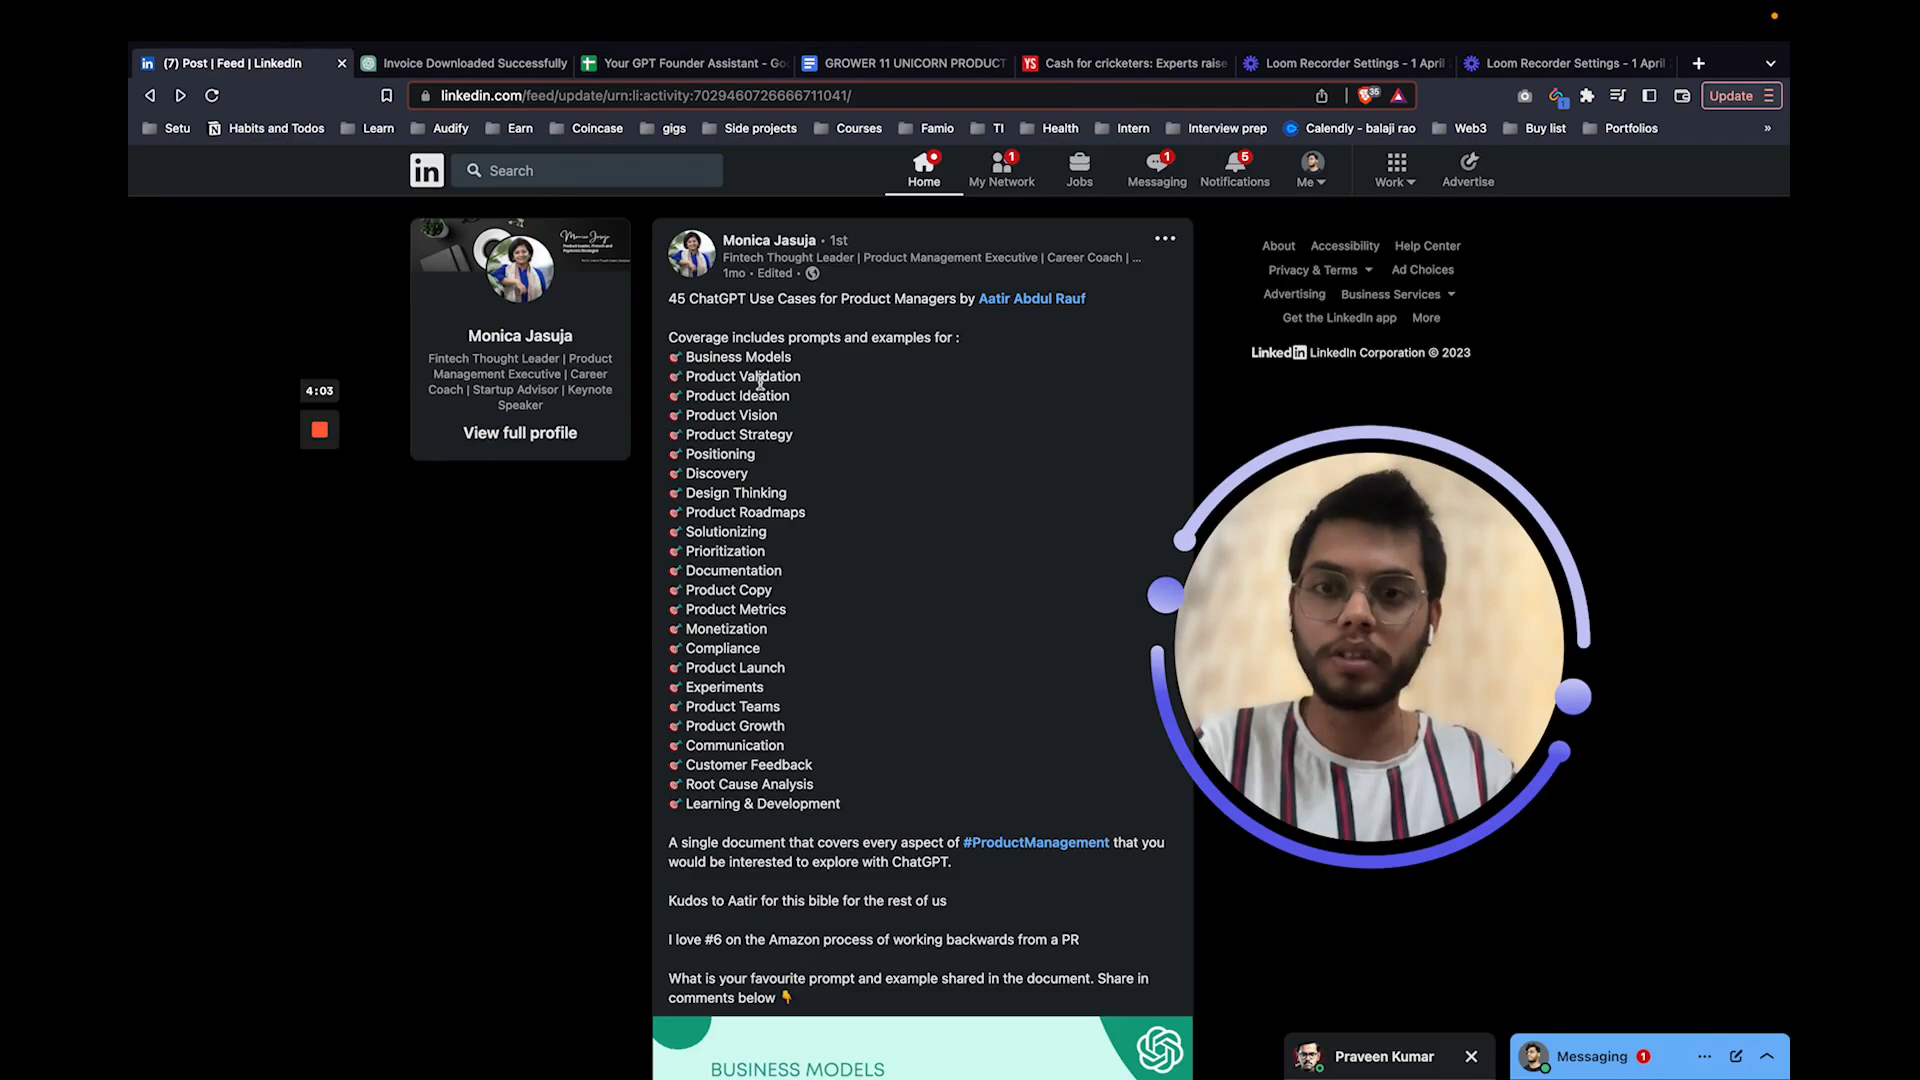 (7) Post | Feed | LinkedIn
Invoice Downloaded Successfully
Your GPT Founder Assistant - Go
GROWER 11 UNICORN PRODUCT
YS Cash for cricketers: Experts raise
Loom Recorder Settings - 1 April
Loom Recorder Settings - 1 April
linkedin.com/feed/update/urn:li:activity:7029460726666711041/
35
1
Update
Setu
Habits and Todos
Learn
Audify
Earn
Coincase
gigs
Side projects
Courses
Famio
TI
Health
Intern
Interview prep
Calendly - balaji rao
Web3
Buy list
Portfolios
»
in
Search
Home
1
My Network
Jobs
1
Messaging
5
Notifications
Me
Work
Advertise
Monica Jasuja
Monica Jasuja
Fintech Thought Leader | Product
Management Executive | Career
Coach | Startup Advisor | Keynote
Speaker
View full profile
4:03
Monica Jasuja • 1st
Fintech Thought Leader | Product Management Executive | Career Coach | ...
1mo • Edited •
45 ChatGPT Use Cases for Product Managers by Aatir Abdul Rauf
Coverage includes prompts and examples for :
🎯 Business Models
🎯 Product Validation
🎯 Product Ideation
🎯 Product Vision
🎯 Product Strategy
🎯 Positioning
🎯 Discovery
🎯 Design Thinking
🎯 Product Roadmaps
🎯 Solutionizing
🎯 Prioritization
🎯 Documentation
🎯 Product Copy
🎯 Product Metrics
🎯 Monetization
🎯 Compliance
🎯 Product Launch
🎯 Experiments
🎯 Product Teams
🎯 Product Growth
🎯 Communication
🎯 Customer Feedback
🎯 Root Cause Analysis
🎯 Learning & Development
A single document that covers every aspect of #ProductManagement that you
would be interested to explore with ChatGPT.
Kudos to Aatir for this bible for the rest of us
I love #6 on the Amazon process of working backwards from a PR
What is your favourite prompt and example shared in the document. Share in
comments below 👇
BUSINESS MODELS
About Accessibility Help Center
Privacy & Terms Ad Choices
Advertising Business Services
Get the LinkedIn app More
LinkedIn LinkedIn Corporation © 2023
Praveen Kumar
Messaging 1